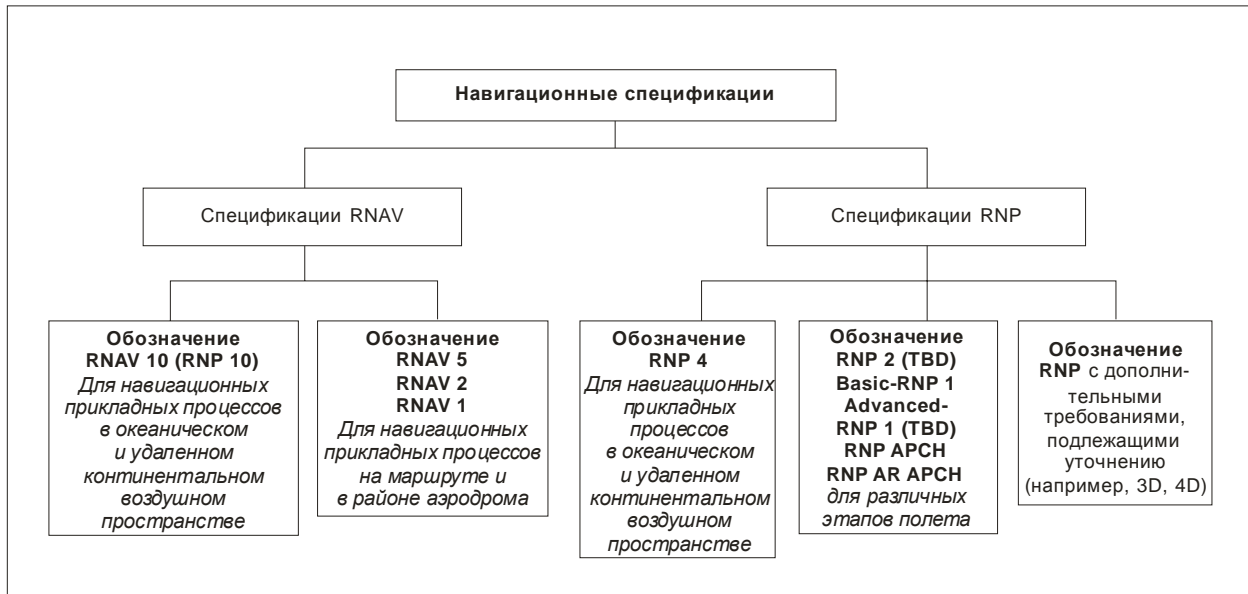 Навигационные спецификации
Спецификации RNAV
Спецификации RNP
Обозначение
RNAV 10 (RNP 10)
Для навигационных
прикладных процессов
в океаническом
и удаленном
континентальном
воздушном
пространстве
Обозначение
RNAV 5
RNAV 2
RNAV 1
Для навигационных
прикладных процессов
на маршруте и
в районе аэродрома
Обозначение
RNP 4
Для навигационных
прикладных
процессов
в океаническом
и удаленном
континентальном
воздушном
пространстве
Обозначение
RNP 2 (TBD)
Basic-RNP 1
Advanced-
RNP 1 (TBD)
RNP APCH
RNP AR APCH
для различных
этапов полета
Обозначение
RNP с дополни-
тельными
требованиями,
подлежащими
уточнению
(например, 3D, 4D)